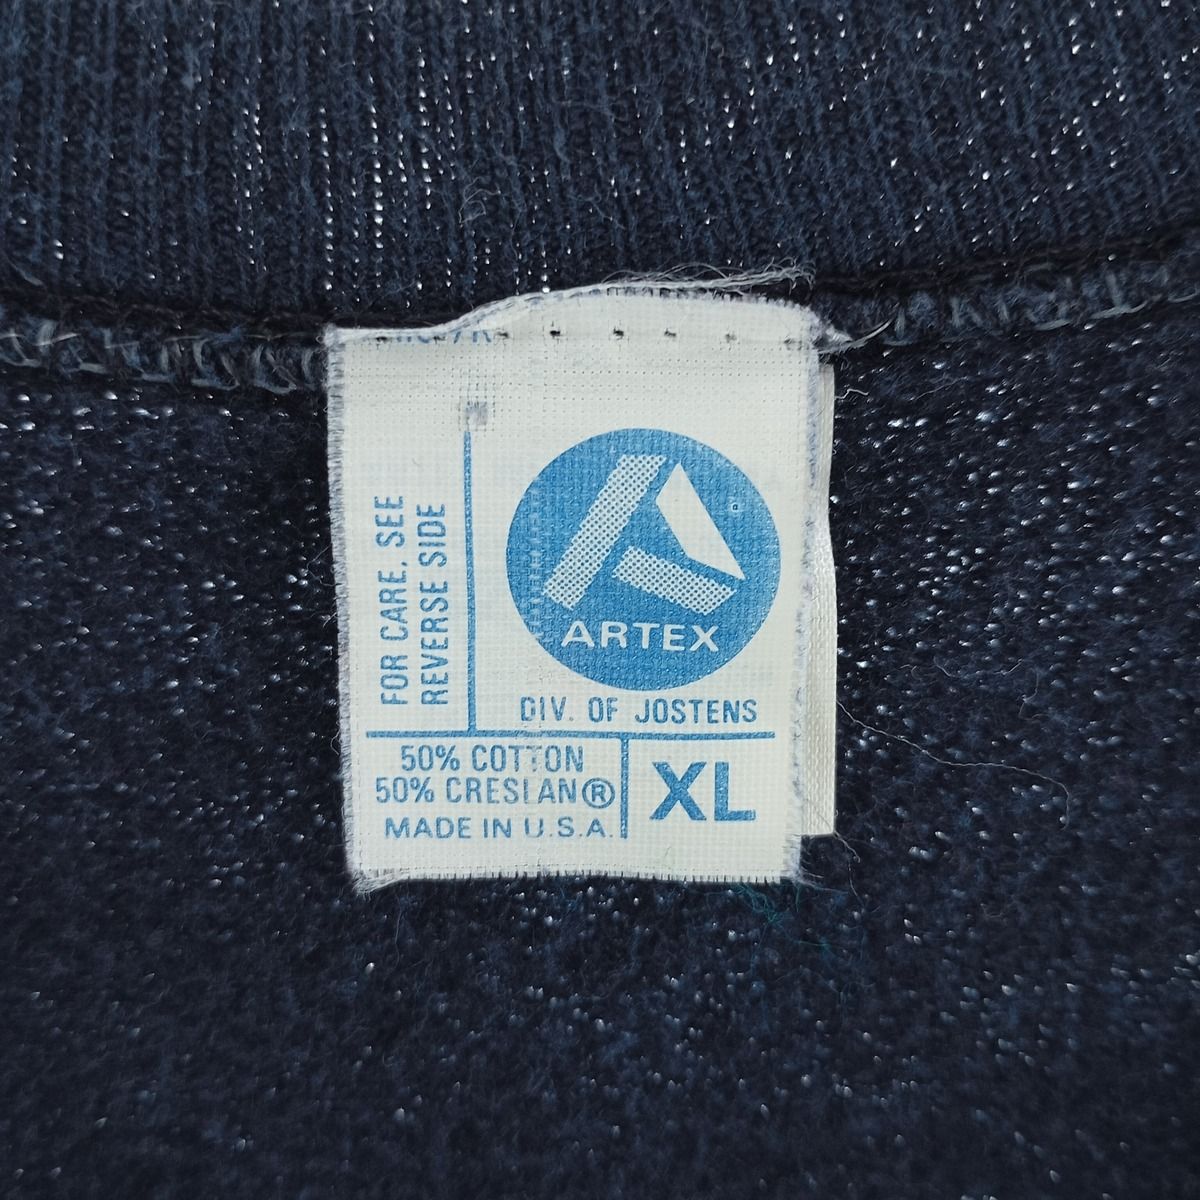 FOR CARE, SEE
REVERSE SIDE
ARTEX
DIV. OF JOSTENS
50% COTTON
50% CRESLAN®
MADE IN U.S.A.
XL